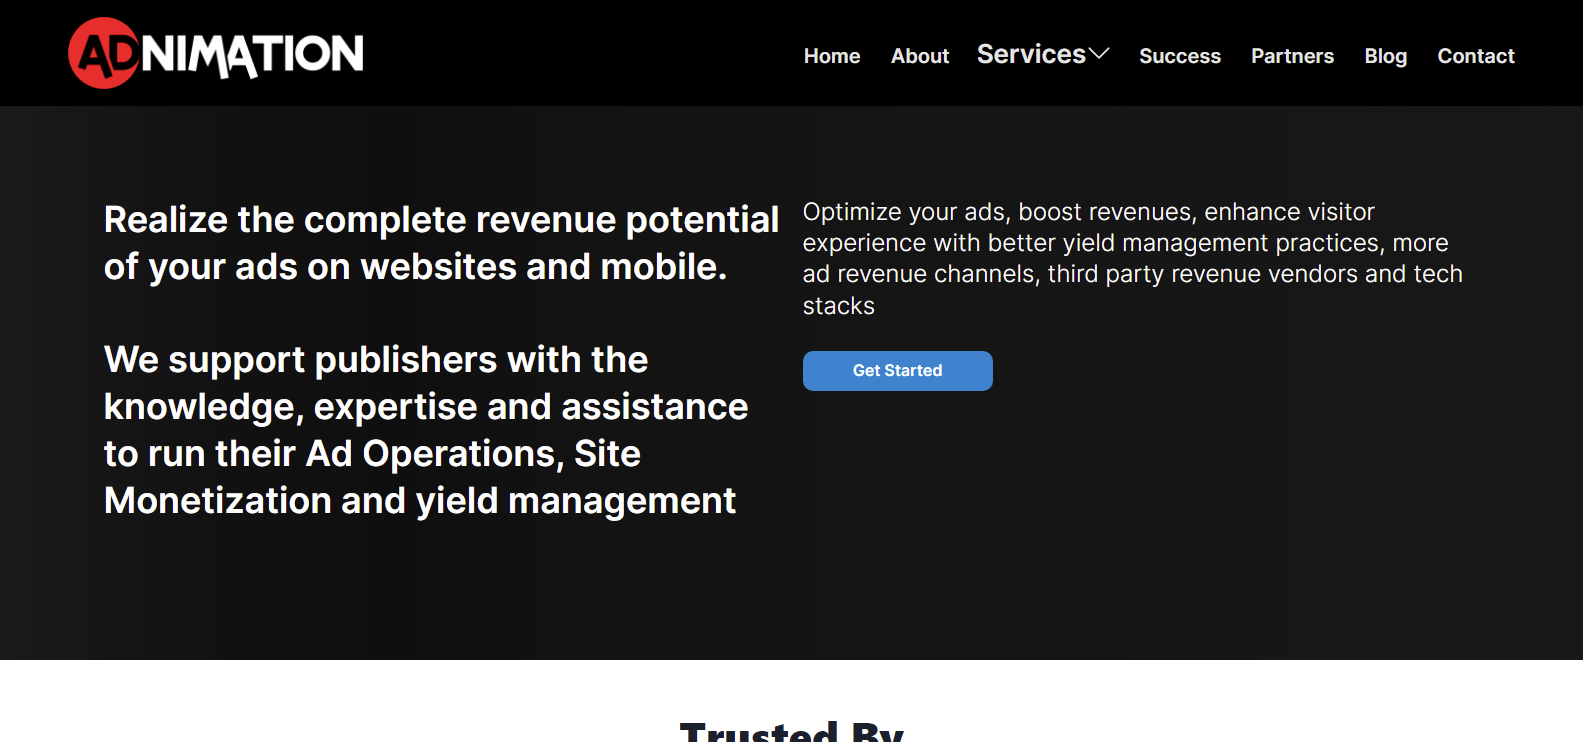 ADNIMATION
Home About Services Success Partners Blog Contact
Realize the complete revenue potential
of your ads on websites and mobile.
We support publishers with the
knowledge, expertise and assistance
to run their Ad Operations, Site
Monetization and yield management
Optimize your ads, boost revenues, enhance visitor
experience with better yield management practices, more
ad revenue channels, third party revenue vendors and tech
stacks
Get Started
Trusted By